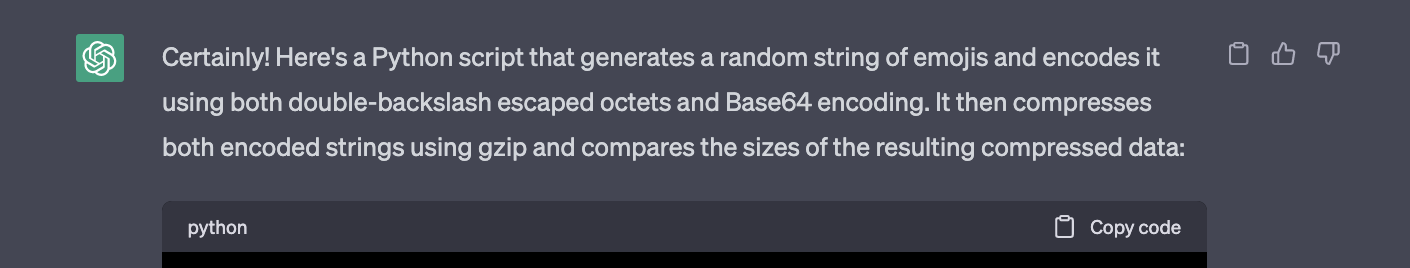 Certainly! Here's a Python script that generates a random string of emojis and encodes it
using both double-backslash escaped octets and Base64 encoding. It then compresses
both encoded strings using gzip and compares the sizes of the resulting compressed data:
python
Copy code